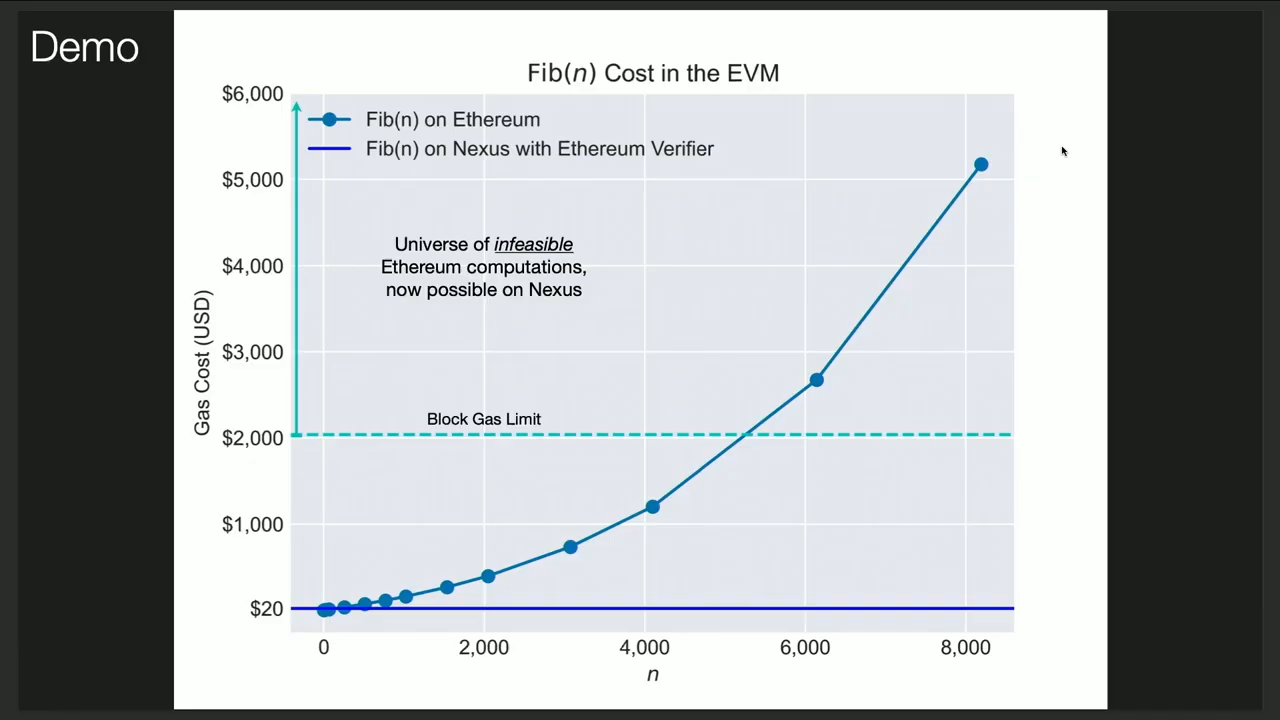 Demo
Fib(n) Cost in the EVM
$6,000
$5,000
$4,000
$3,000
$2,000
$1,000
$20
Gas Cost (USD)
Fib(n) on Ethereum
Fib(n) on Nexus with Ethereum Verifier
Universe of infeasible
Ethereum computations,
now possible on Nexus
Block Gas Limit
0
2,000
4,000
6,000
8,000
n